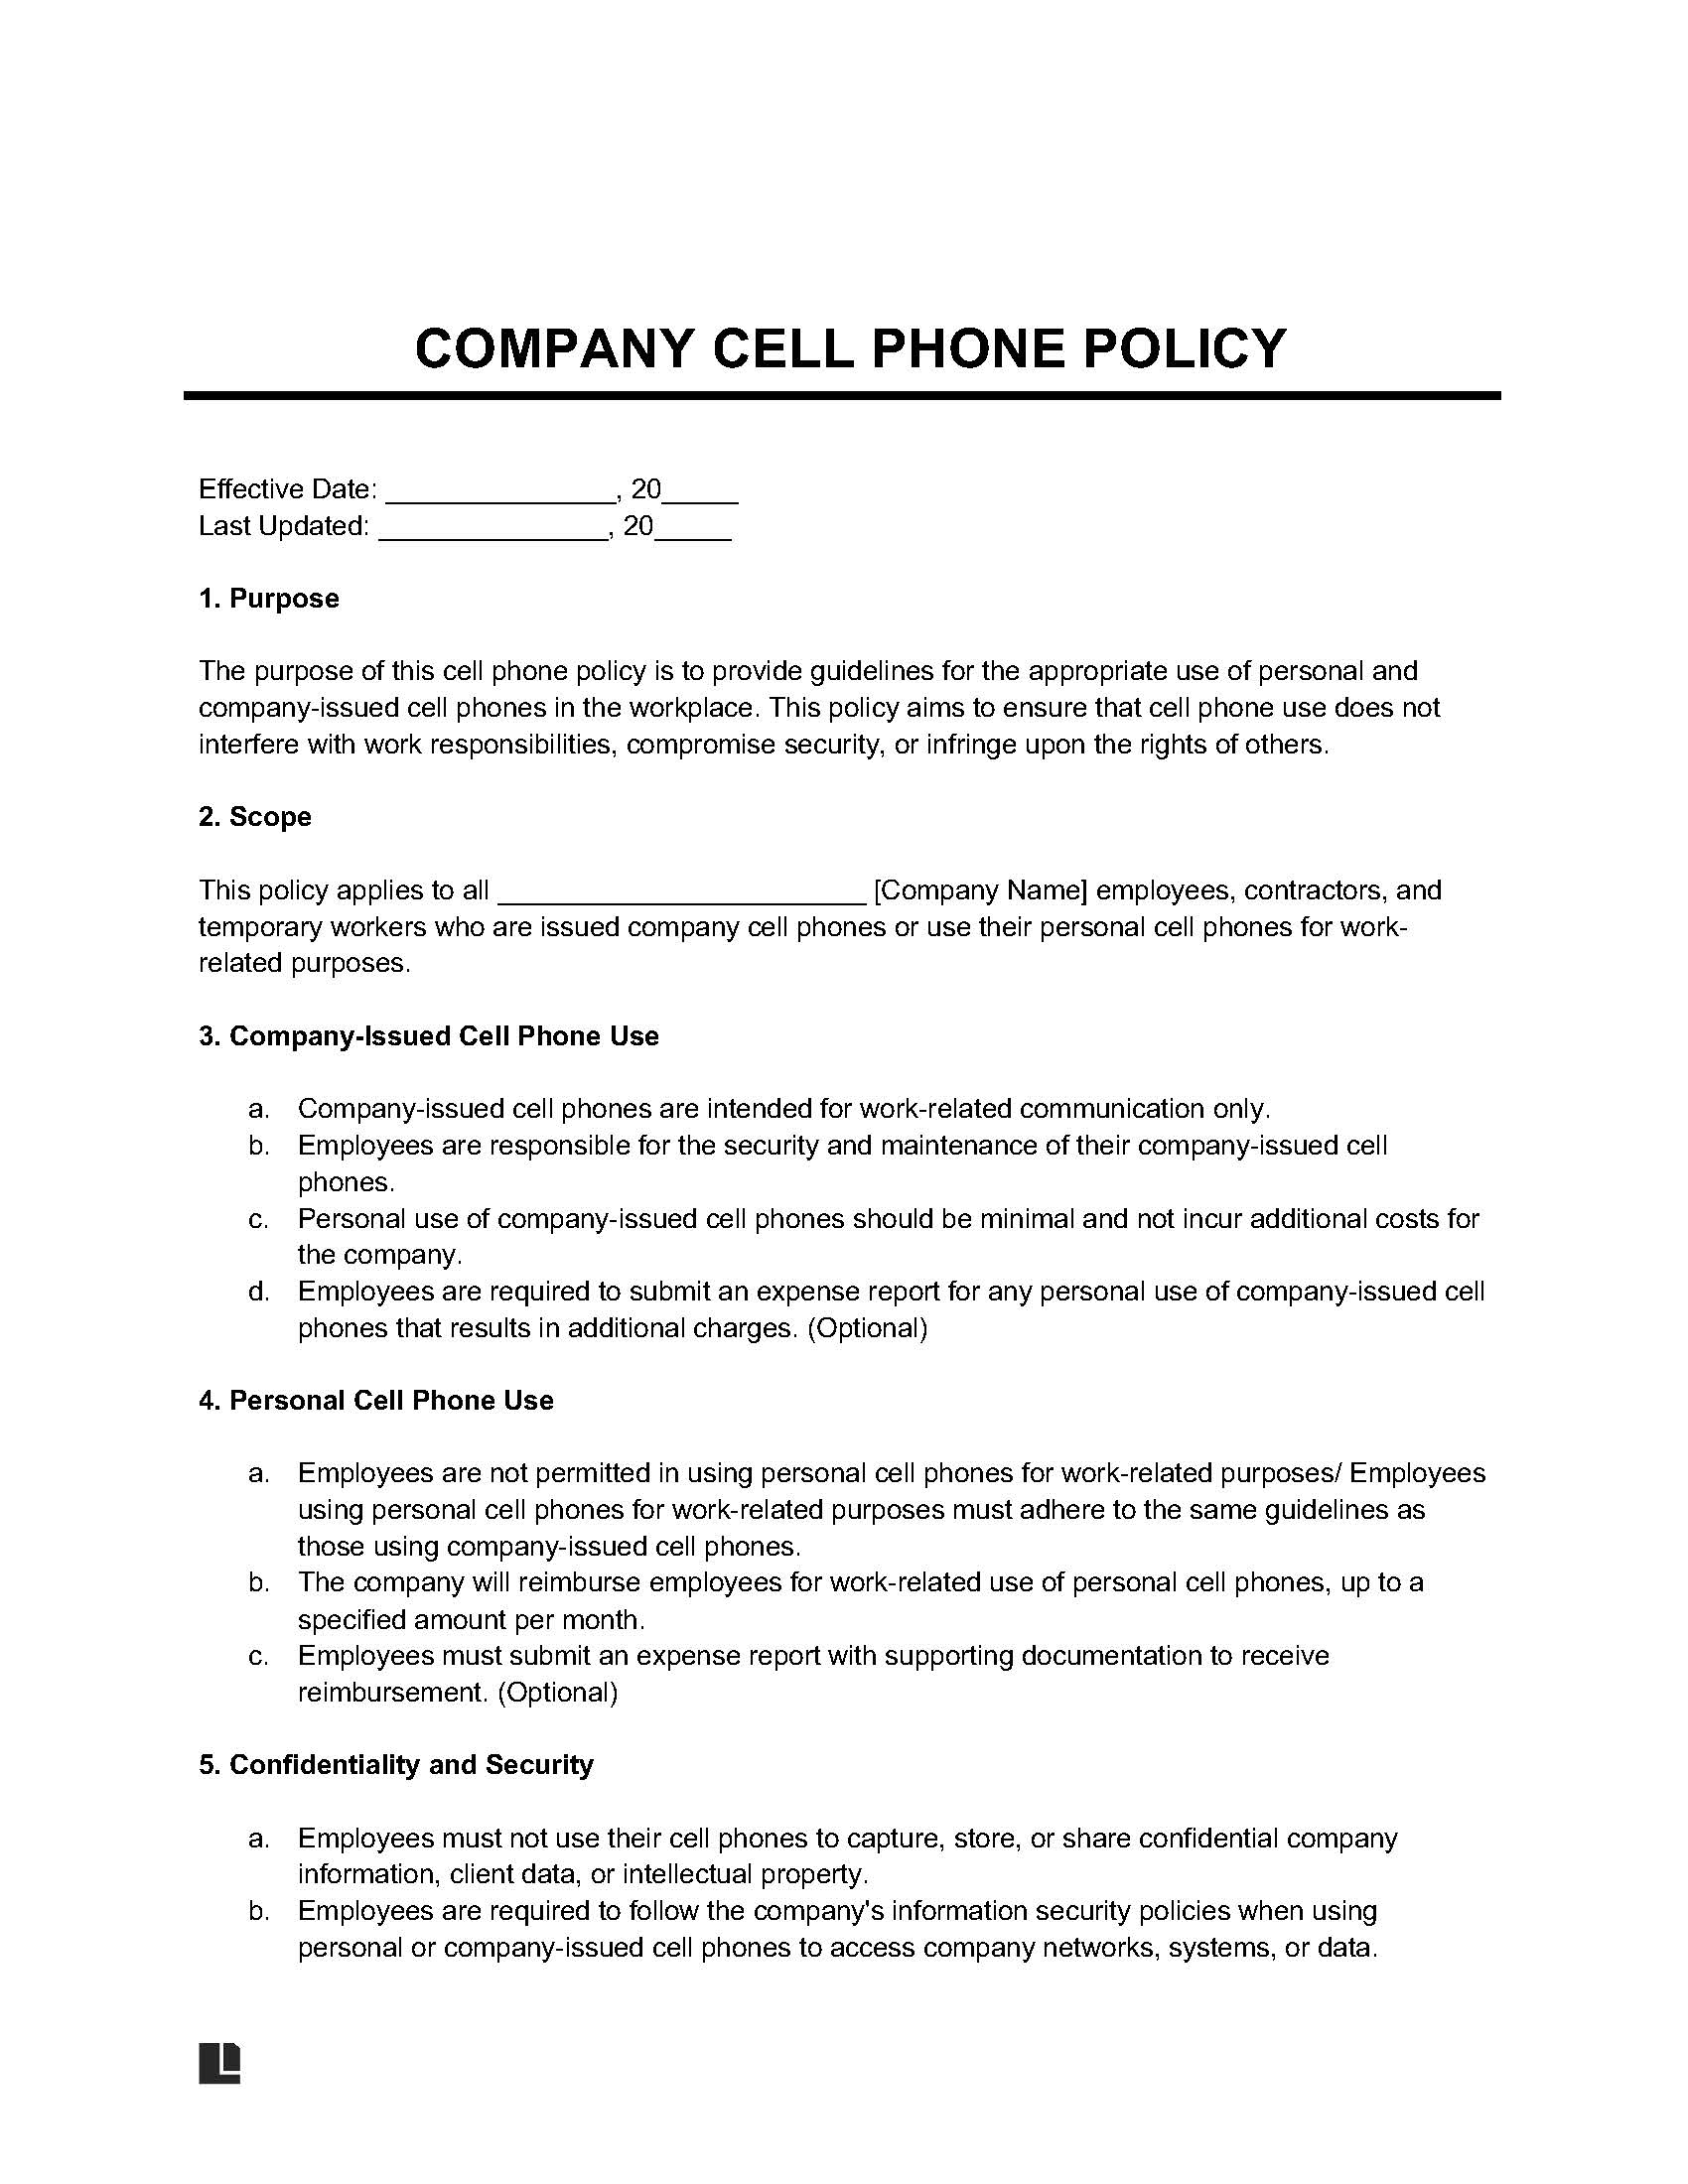 COMPANY CELL PHONE POLICY
Effective Date: _______________, 20_____
Last Updated: _______________, 20_____
1. Purpose
The purpose of this cell phone policy is to provide guidelines for the appropriate use of personal and
company-issued cell phones in the workplace. This policy aims to ensure that cell phone use does not
interfere with work responsibilities, compromise security, or infringe upon the rights of others.
2. Scope
This policy applies to all ________________________ [Company Name] employees, contractors, and
temporary workers who are issued company cell phones or use their personal cell phones for work-
related purposes.
3. Company-Issued Cell Phone Use
a. Company-issued cell phones are intended for work-related communication only.
b. Employees are responsible for the security and maintenance of their company-issued cell
phones.
c. Personal use of company-issued cell phones should be minimal and not incur additional costs for
the company.
d. Employees are required to submit an expense report for any personal use of company-issued cell
phones that results in additional charges. (Optional)
4. Personal Cell Phone Use
a. Employees are not permitted in using personal cell phones for work-related purposes/ Employees
using personal cell phones for work-related purposes must adhere to the same guidelines as
those using company-issued cell phones.
b. The company will reimburse employees for work-related use of personal cell phones, up to a
specified amount per month.
c. Employees must submit an expense report with supporting documentation to receive
reimbursement. (Optional)
5. Confidentiality and Security
a. Employees must not use their cell phones to capture, store, or share confidential company
information, client data, or intellectual property.
b. Employees are required to follow the company's information security policies when using
personal or company-issued cell phones to access company networks, systems, or data.